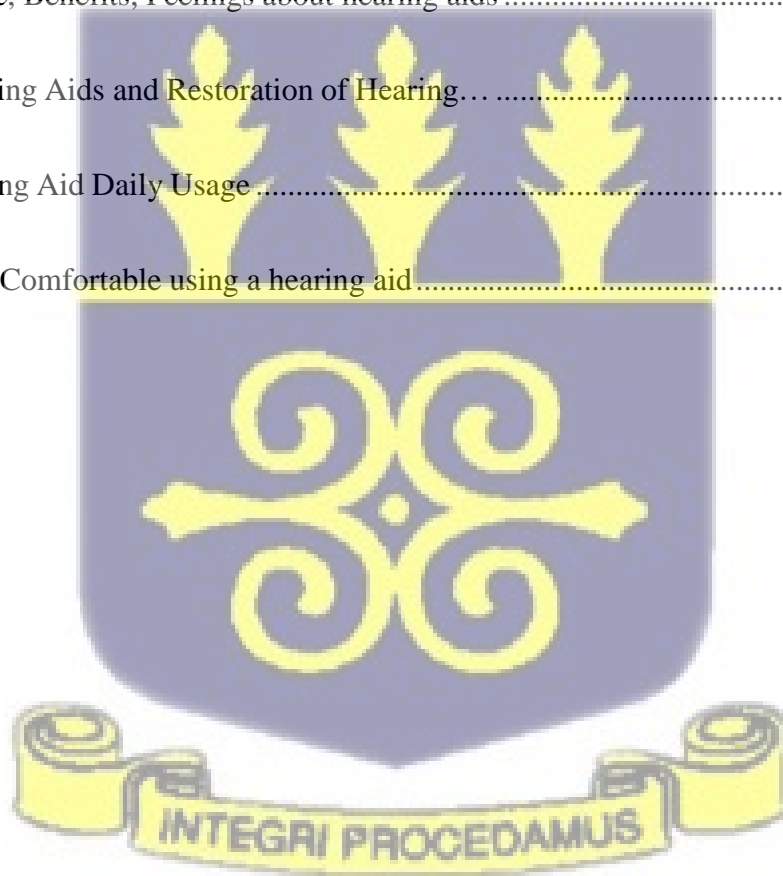 Benefits, Feelings about hearing aids ..............................
ing Aids and Restoration of Hearing… ..............................
ng Aid Daily Usage ..............................
Comfortable using a hearing aid ..............................
INTEGRI PROCEDAMUS